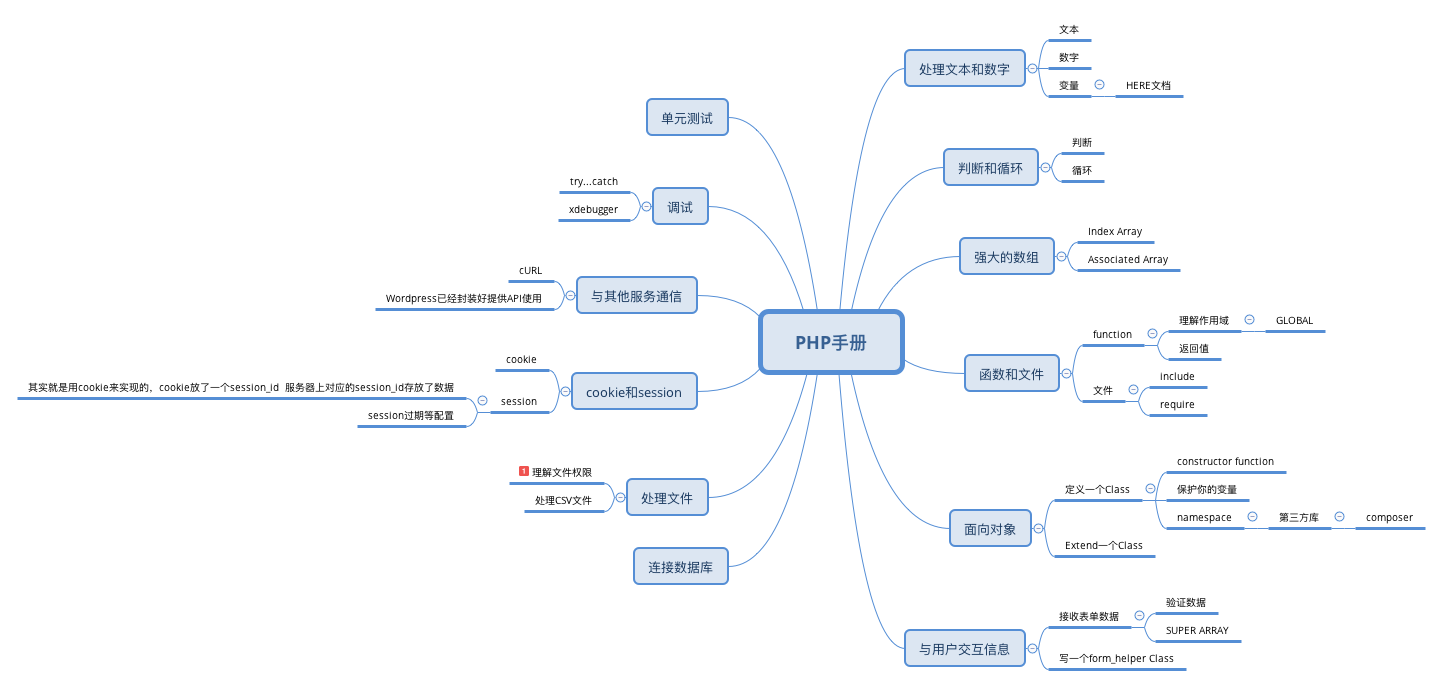 PHP手册
处理文本和数字
文本
数字
变量
HERE文档
判断和循环
判断
循环
强大的数组
Index Array
Associated Array
函数和文件
function
理解作用域
GLOBAL
返回值
文件
include
require
面向对象
定义一个Class
constructor function
保护你的变量
namespace
第三方库
composer
Extend一个Class
与用户交互信息
接收表单数据
验证数据
SUPER ARRAY
写一个form_helper Class
单元测试
调试
try...catch
xdebugger
与其他服务通信
cURL
Wordpress已经封装好提供API使用
cookie和session
cookie
session
其实就是用cookie来实现的，cookie放了一个session_id 服务器上对应的session_id存放了数据
session过期等配置
处理文件
1 理解文件权限
处理CSV文件
连接数据库